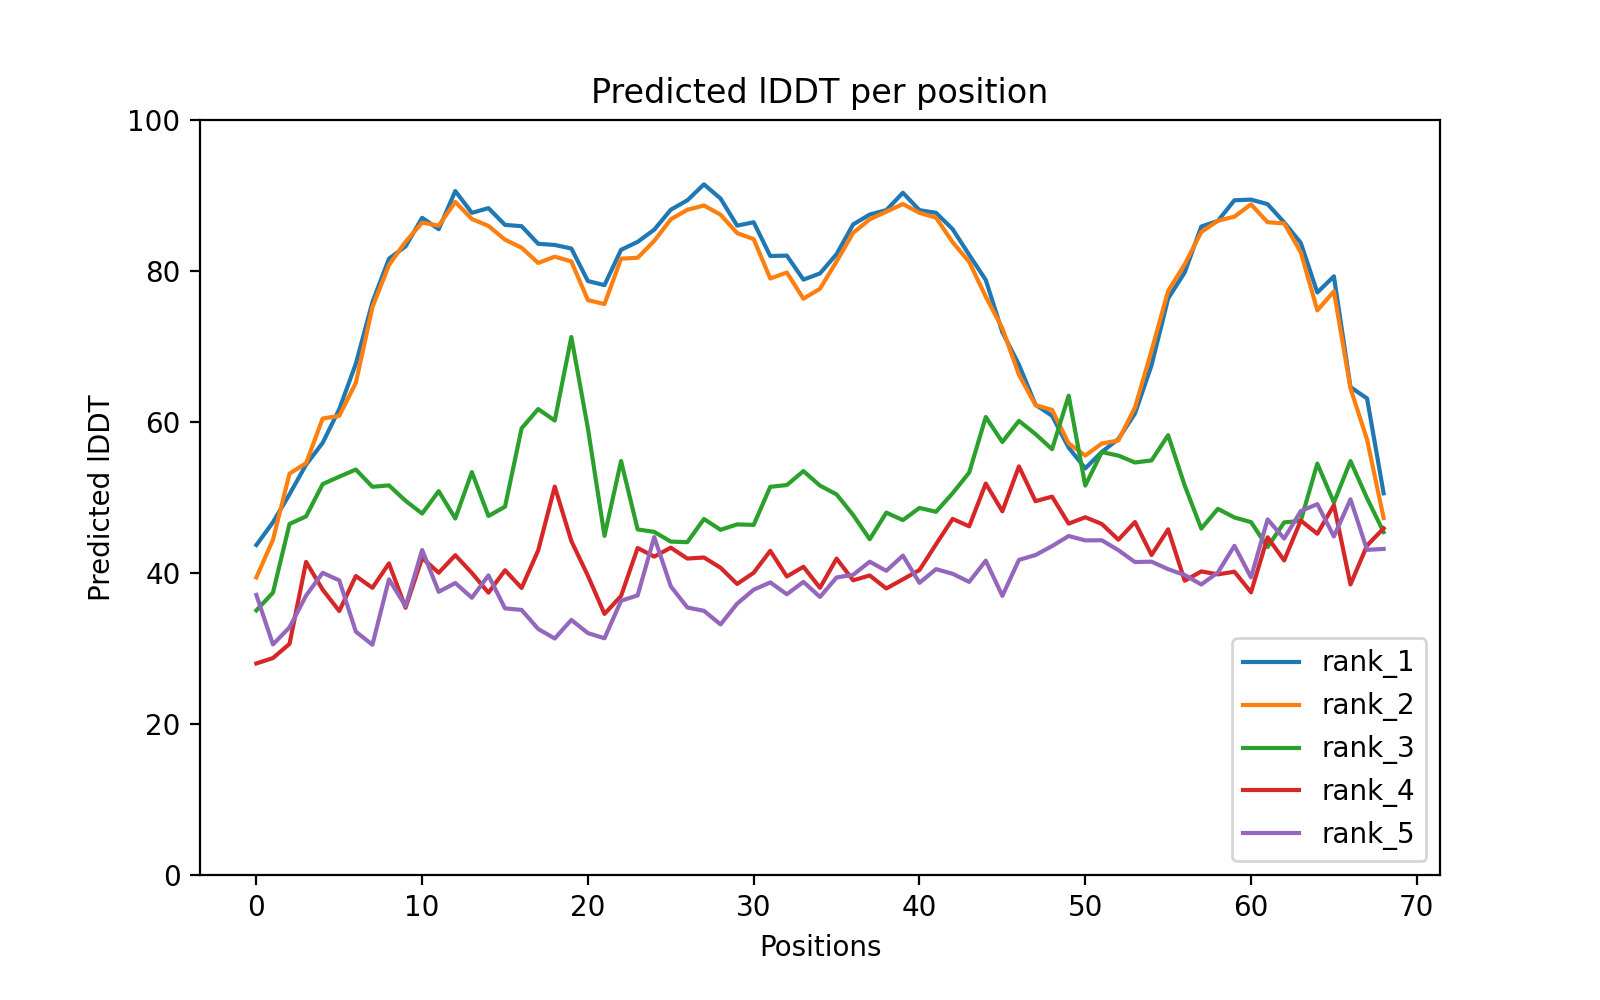 Predicted lDDT per position
100
80
60
40
20
0
Predicted lDDT
0 10 20 30 40 50 60 70
Positions
rank_1
rank_2
rank_3
rank_4
rank_5